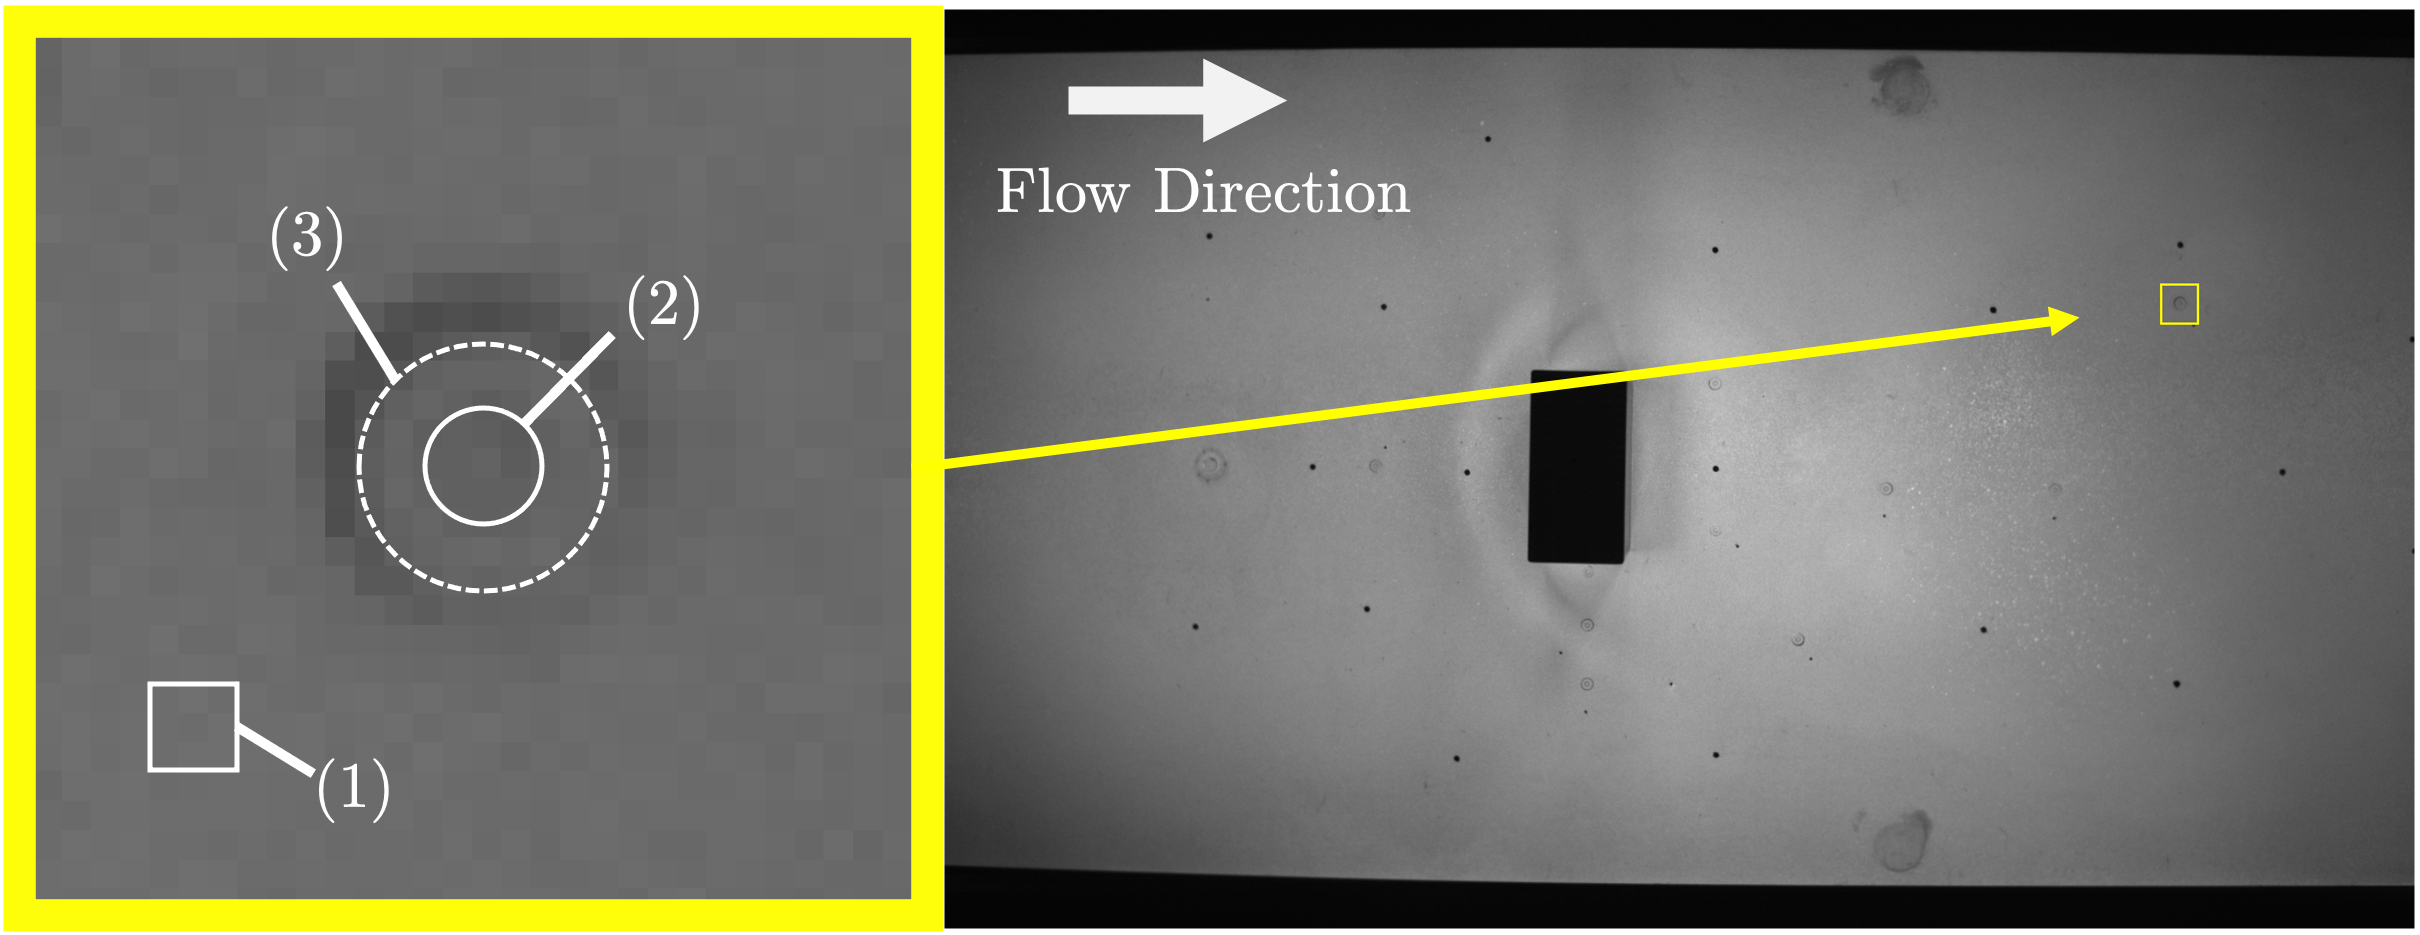 (3)
(2)
(1)
Flow Direction